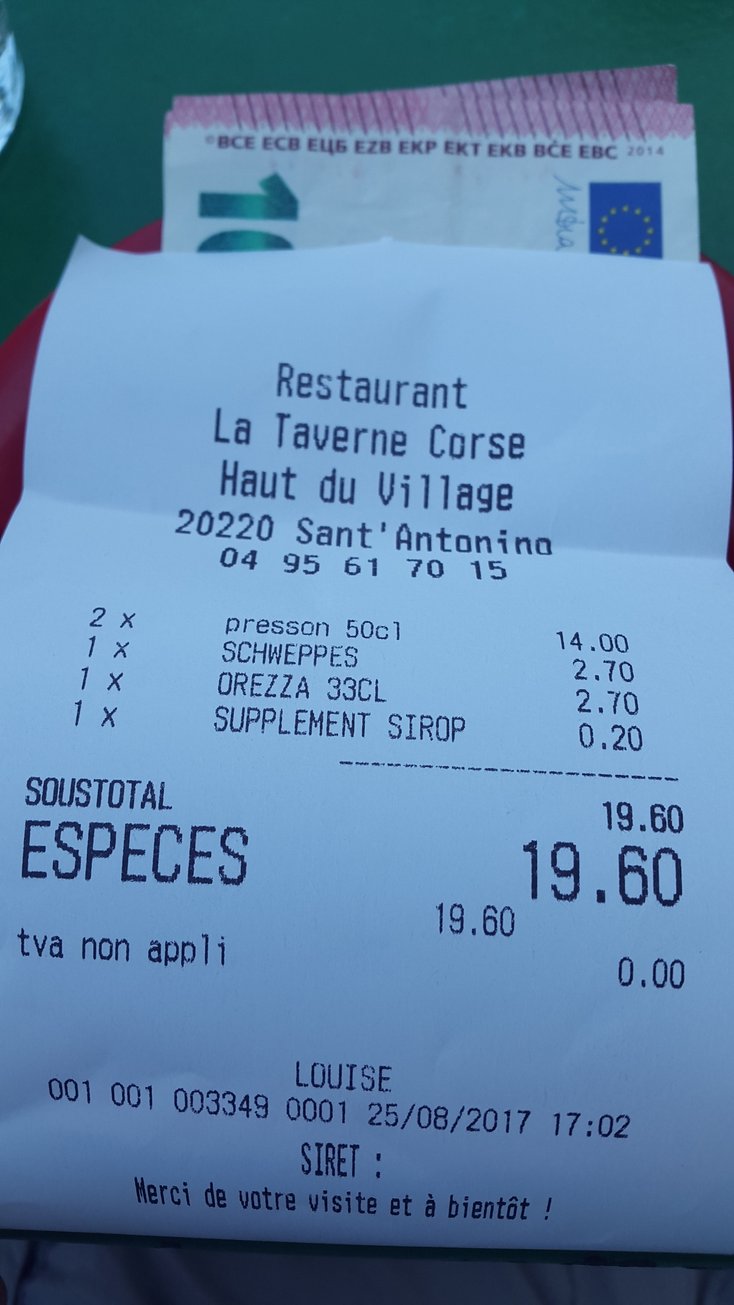 ©BCE ECB ЕЦБ EZB EKP EKT EKB BĊE EBC 2014
10
Restaurant
La Taverne Corse
Haut du Village
20220 Sant'Antonino
04 95 61 70 15
2 x presson 50cl 14.00
1 x SCHWEPPES 2.70
1 x OREZZA 33CL 2.70
1 x SUPPLEMENT SIROP 0.20
SOUSTOTAL 19.60
ESPECES 19.60
19.60
tva non appli 0.00
LOUISE
001 001 003349 0001 25/08/2017 17:02
SIRET :
Merci de votre visite et à bientôt !